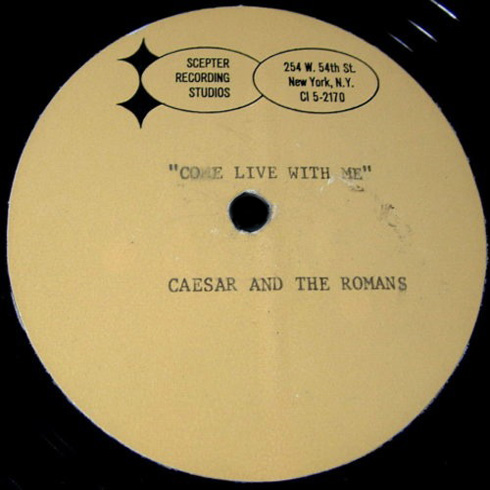 SCEPTER
RECORDING
STUDIOS
254 W. 54th St.
New York, N.Y.
CI 5-2170
"COME LIVE WITH ME"
CAESAR AND THE ROMANS